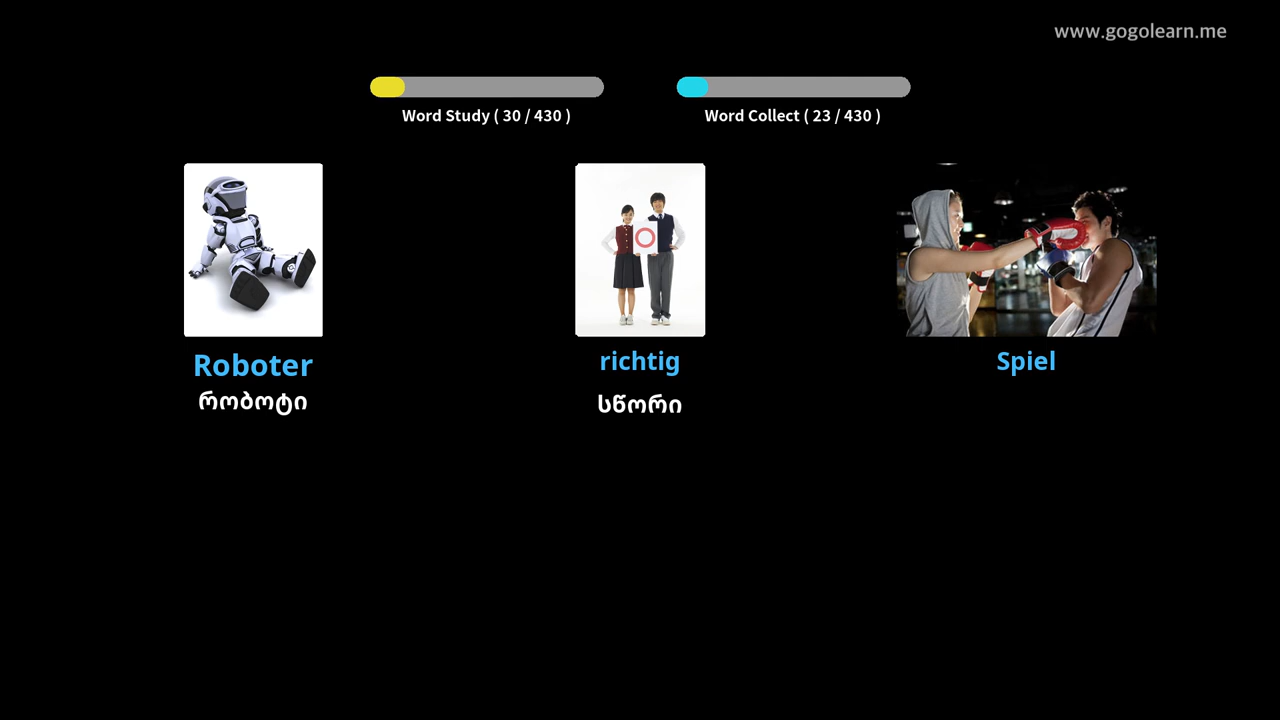 www.gogolearn.me
Word Study ( 30 / 430 )
Word Collect ( 23 / 430 )
Roboter
რობოტი
richtig
სწორი
Spiel